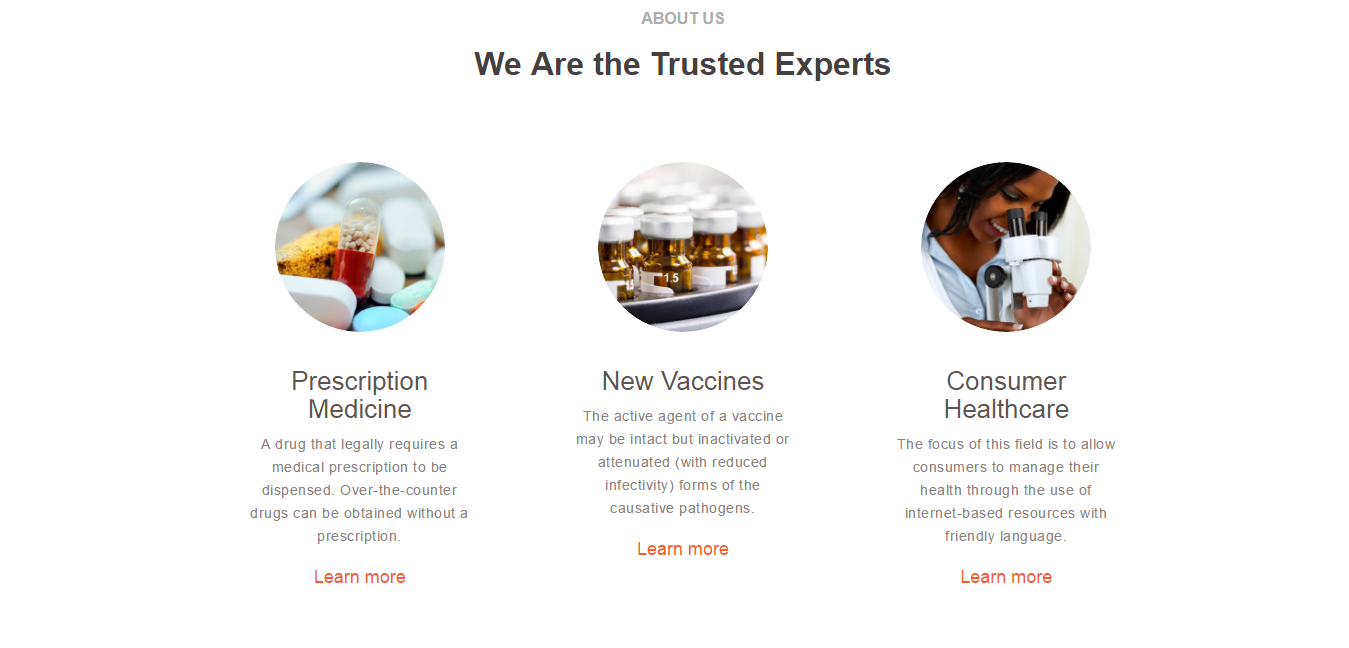 ABOUT US
We Are the Trusted Experts
1.5
Prescription
Medicine
A drug that legally requires a
medical prescription to be
dispensed. Over-the-counter
drugs can be obtained without a
prescription.
Learn more
New Vaccines
The active agent of a vaccine
may be intact but inactivated or
attenuated (with reduced
infectivity) forms of the
causative pathogens.
Learn more
Consumer
Healthcare
The focus of this field is to allow
consumers to manage their
health through the use of
internet-based resources with
friendly language.
Learn more